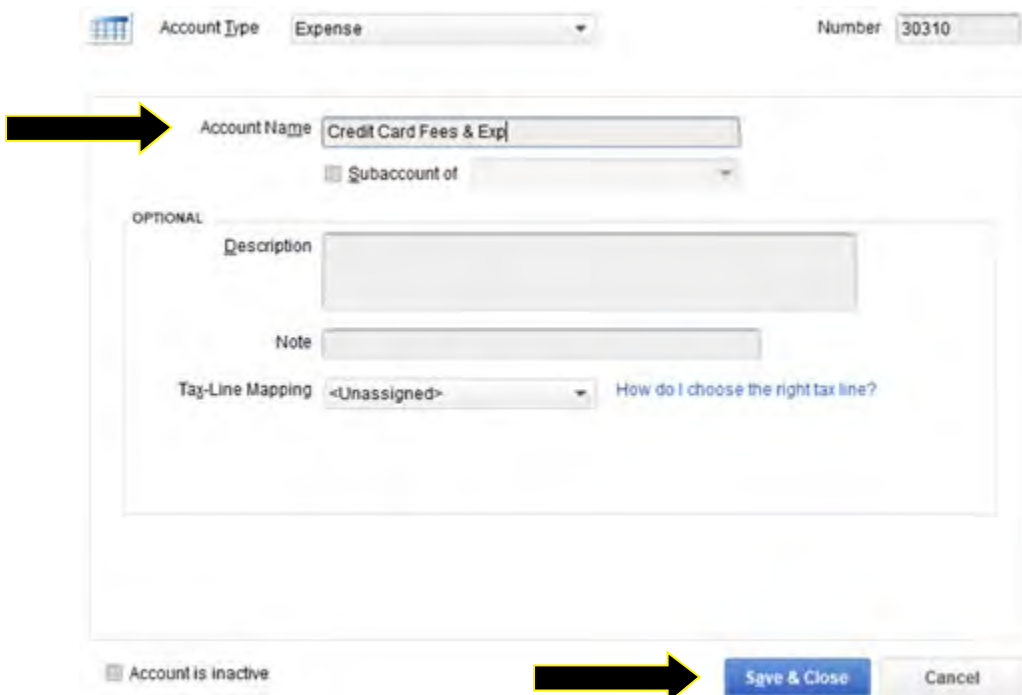 Account Type Expense Number 30310
Account Name Credit Card Fees & Exp
Subaccount of
OPTIONAL
Description
Note
Tax-Line Mapping <Unassigned> How do I choose the right tax line?
Account is inactive Save & Close Cancel